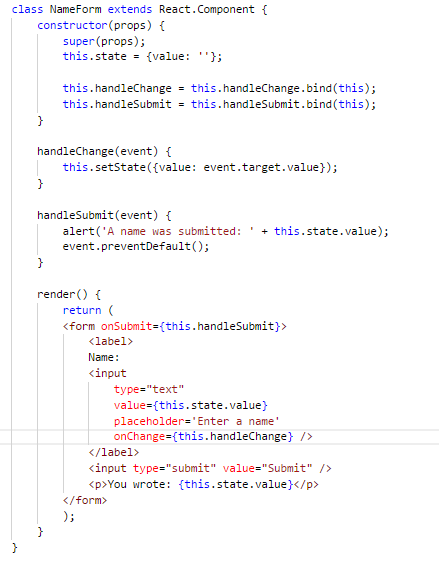 class NameForm extends React.Component {
    constructor(props) {
        super(props);
        this.state = {value: ''};

        this.handleChange = this.handleChange.bind(this);
        this.handleSubmit = this.handleSubmit.bind(this);
    }

    handleChange(event) {
        this.setState({value: event.target.value});
    }

    handleSubmit(event) {
        alert('A name was submitted: ' + this.state.value);
        event.preventDefault();
    }

    render() {
        return (
        <form onSubmit={this.handleSubmit}>
            <label>
            Name:
            <input
                type="text"
                value={this.state.value}
                placeholder='Enter a name'
                onChange={this.handleChange} />
            </label>
            <input type="submit" value="Submit" />
            <p>You wrote: {this.state.value}</p>
        </form>
        );
    }
}